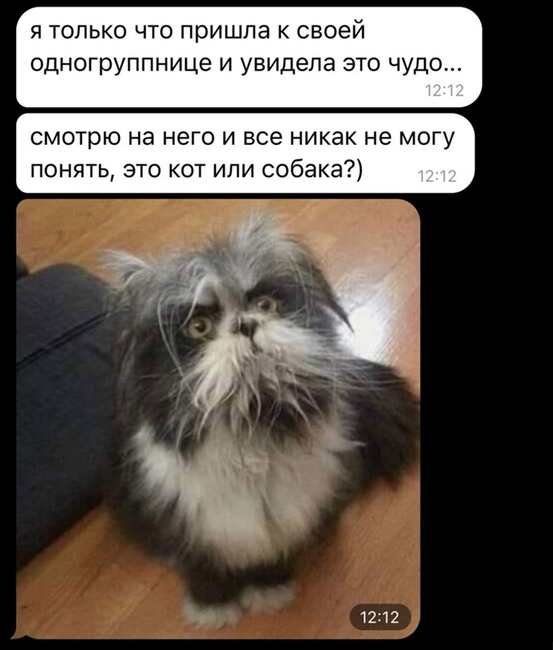 я только что пришла к своей
одногруппнице и увидела это чудо...
12:12
смотрю на него и все никак не могу
понять, это кот или собака?)
12:12
12:12